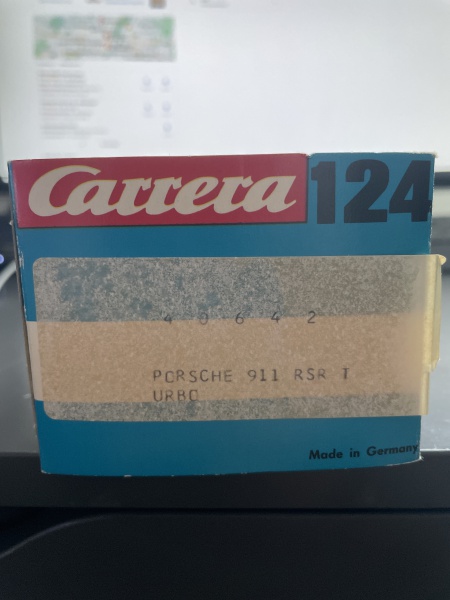 Carrera 124
4 0 6 4 2
PORSCHE 911 RSR T
URBO
Made in Germany